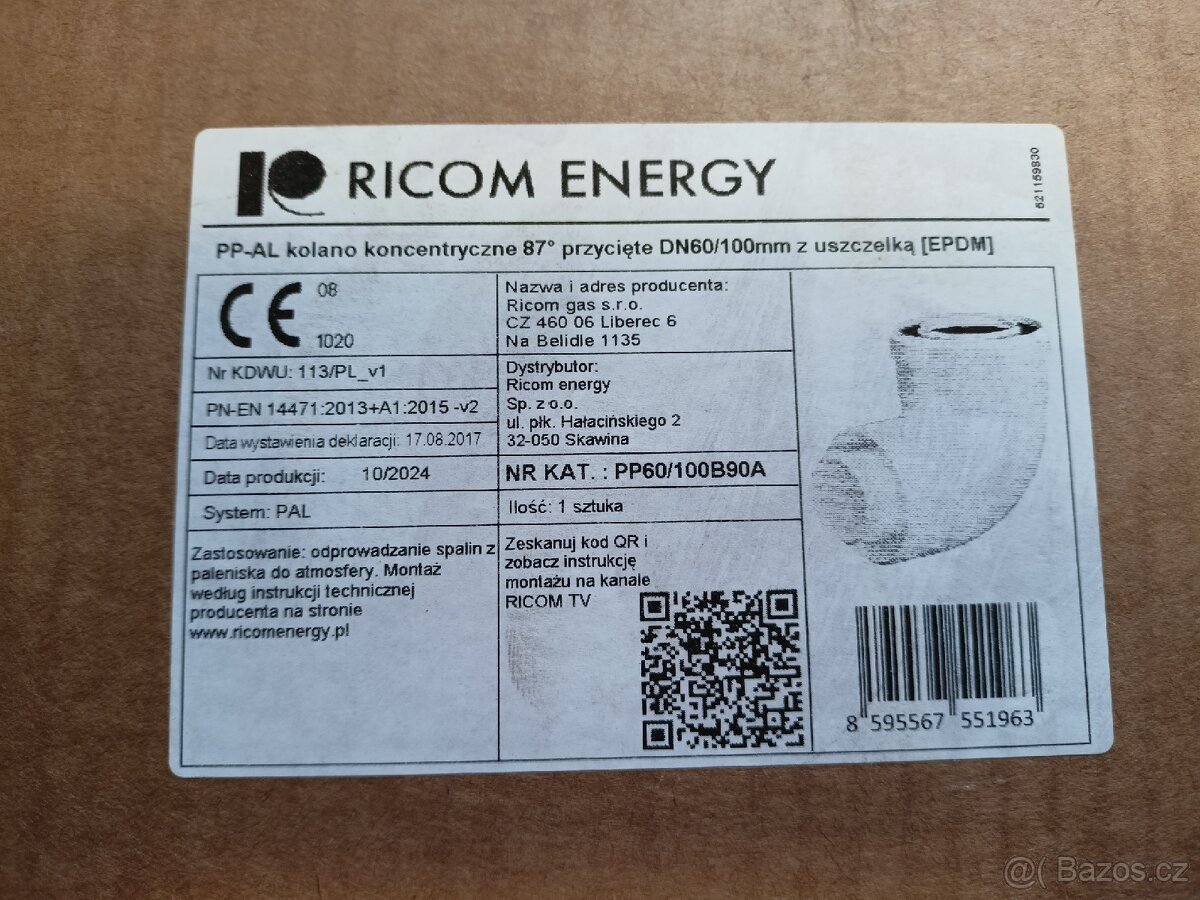 RICOM ENERGY
521159830
PP-AL kolano koncentryczne 87° przycięte DN60/100mm z uszczelką [EPDM]
CE 08
1020
Nr KDWU: 113/PL_v1
PN-EN 14471:2013+A1:2015 -v2
Data wystawienia deklaracji: 17.08.2017
Data produkcji: 10/2024
System: PAL
Zastosowanie: odprowadzanie spalin z
paleniska do atmosfery. Montaż
według instrukcji technicznej
producenta na stronie
www.ricomenergy.pl
Nazwa i adres producenta:
Ricom gas s.r.o.
CZ 460 06 Liberec 6
Na Belidle 1135
Dystrybutor:
Ricom energy
Sp. z o.o.
ul. płk. Hałacińskiego 2
32-050 Skawina
NR KAT. : PP60/100B90A
Ilość: 1 sztuka
Zeskanuj kod QR i
zobacz instrukcję
montażu na kanale
RICOM TV
8 595567 551963
@( Bazos.cz